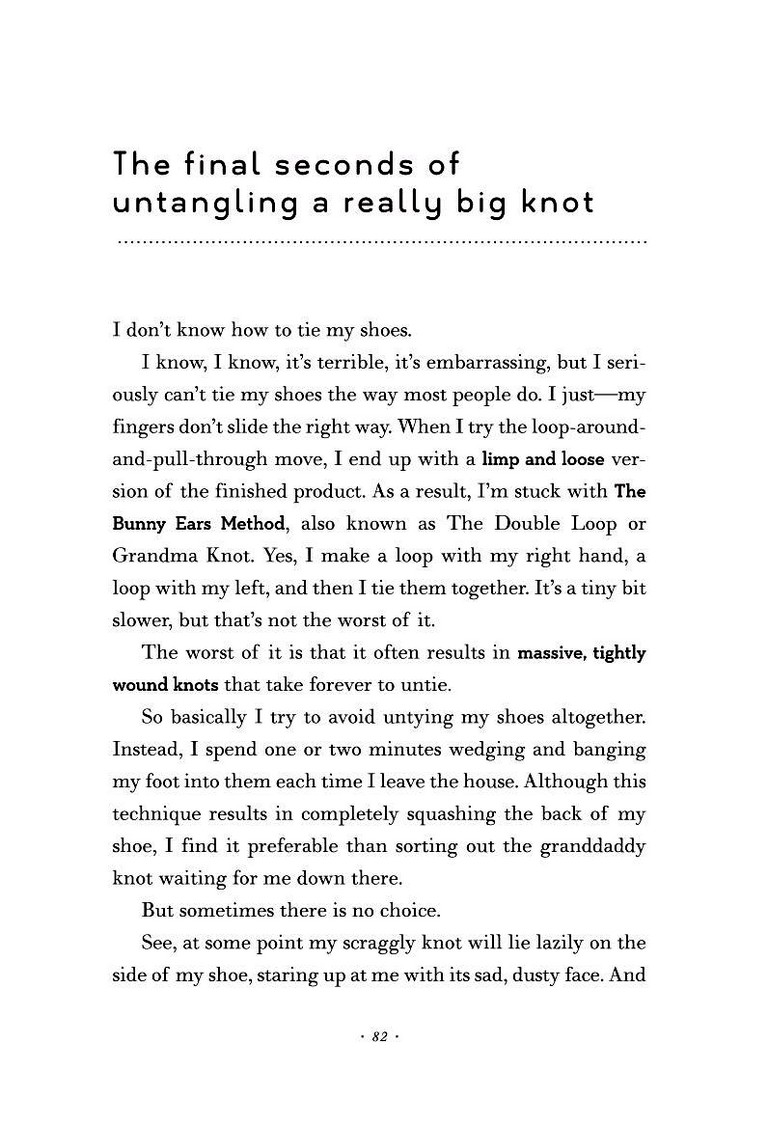 The final seconds of
untangling a really big knot
I don't know how to tie my shoes.
I know, I know, it's terrible, it's embarrassing, but I seri-
ously can't tie my shoes the way most people do. I just—my
fingers don't slide the right way. When I try the loop-around-
and-pull-through move, I end up with a limp and loose ver-
sion of the finished product. As a result, I'm stuck with The
Bunny Ears Method, also known as The Double Loop or
Grandma Knot. Yes, I make a loop with my right hand, a
loop with my left, and then I tie them together. It's a tiny bit
slower, but that's not the worst of it.
The worst of it is that it often results in massive, tightly
wound knots that take forever to untie.
So basically I try to avoid untying my shoes altogether.
Instead, I spend one or two minutes wedging and banging
my foot into them each time I leave the house. Although this
technique results in completely squashing the back of my
shoe, I find it preferable than sorting out the granddaddy
knot waiting for me down there.
But sometimes there is no choice.
See, at some point my scraggly knot will lie lazily on the
side of my shoe, staring up at me with its sad, dusty face. And
· 82 ·